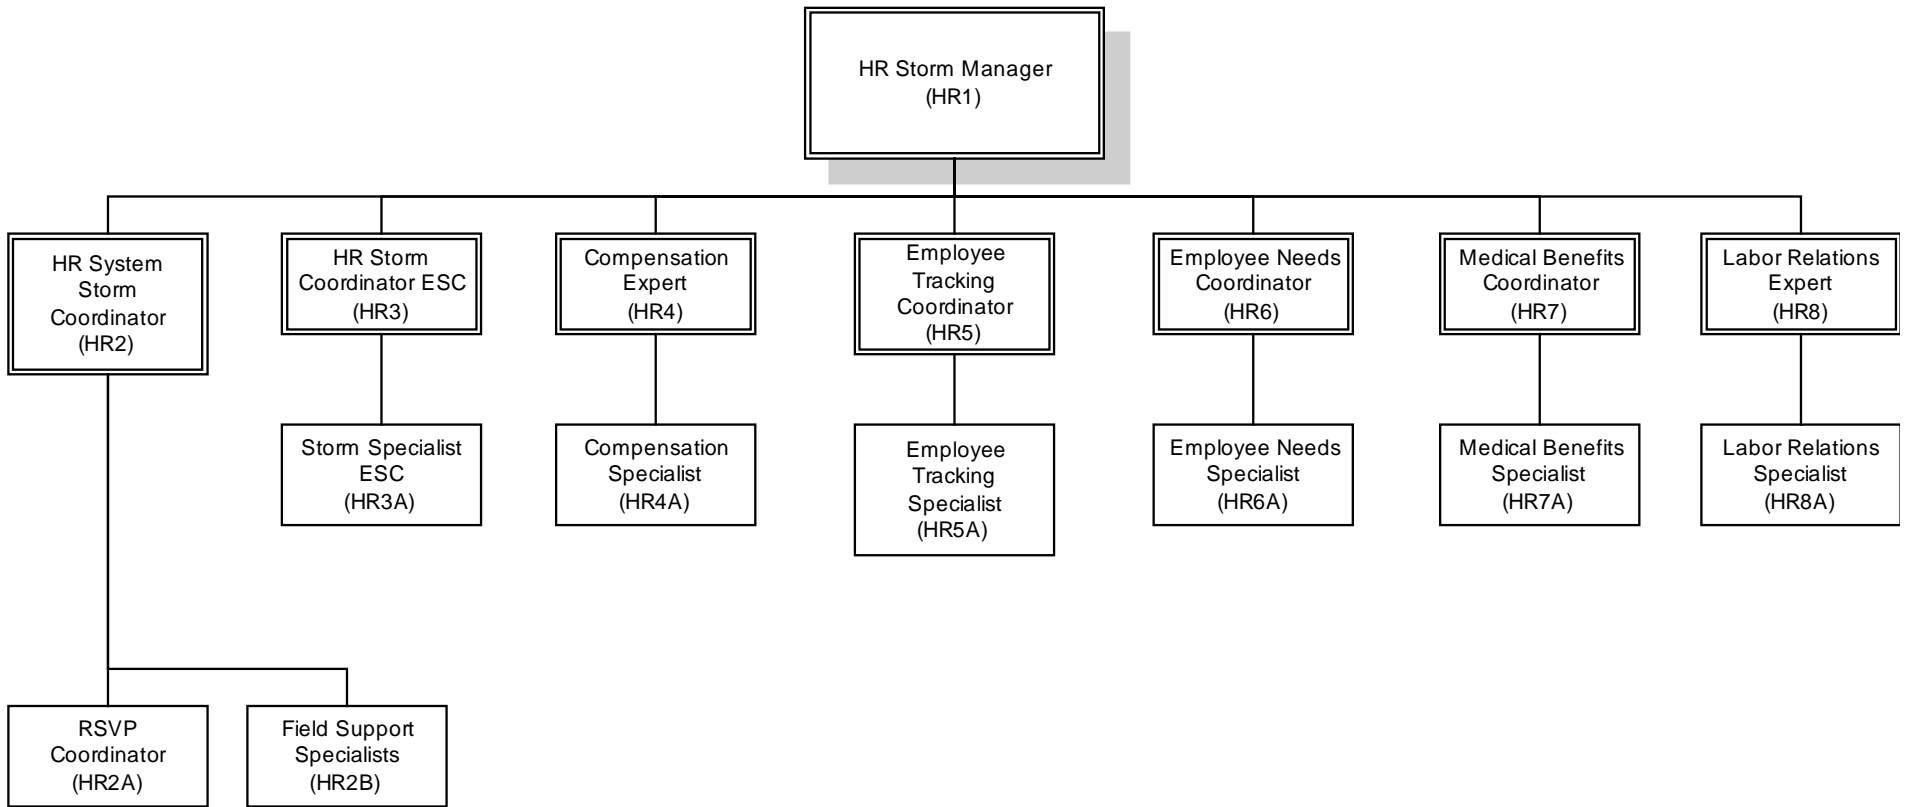 HR Storm Manager
(HR1)
HR System
Storm
Coordinator
(HR2)
HR Storm
Coordinator ESC
(HR3)
Compensation
Expert
(HR4)
Employee
Tracking
Coordinator
(HR5)
Employee Needs
Coordinator
(HR6)
Medical Benefits
Coordinator
(HR7)
Labor Relations
Expert
(HR8)
Storm Specialist
ESC
(HR3A)
Compensation
Specialist
(HR4A)
Employee
Tracking
Specialist
(HR5A)
Employee Needs
Specialist
(HR6A)
Medical Benefits
Specialist
(HR7A)
Labor Relations
Specialist
(HR8A)
RSVP
Coordinator
(HR2A)
Field Support
Specialists
(HR2B)